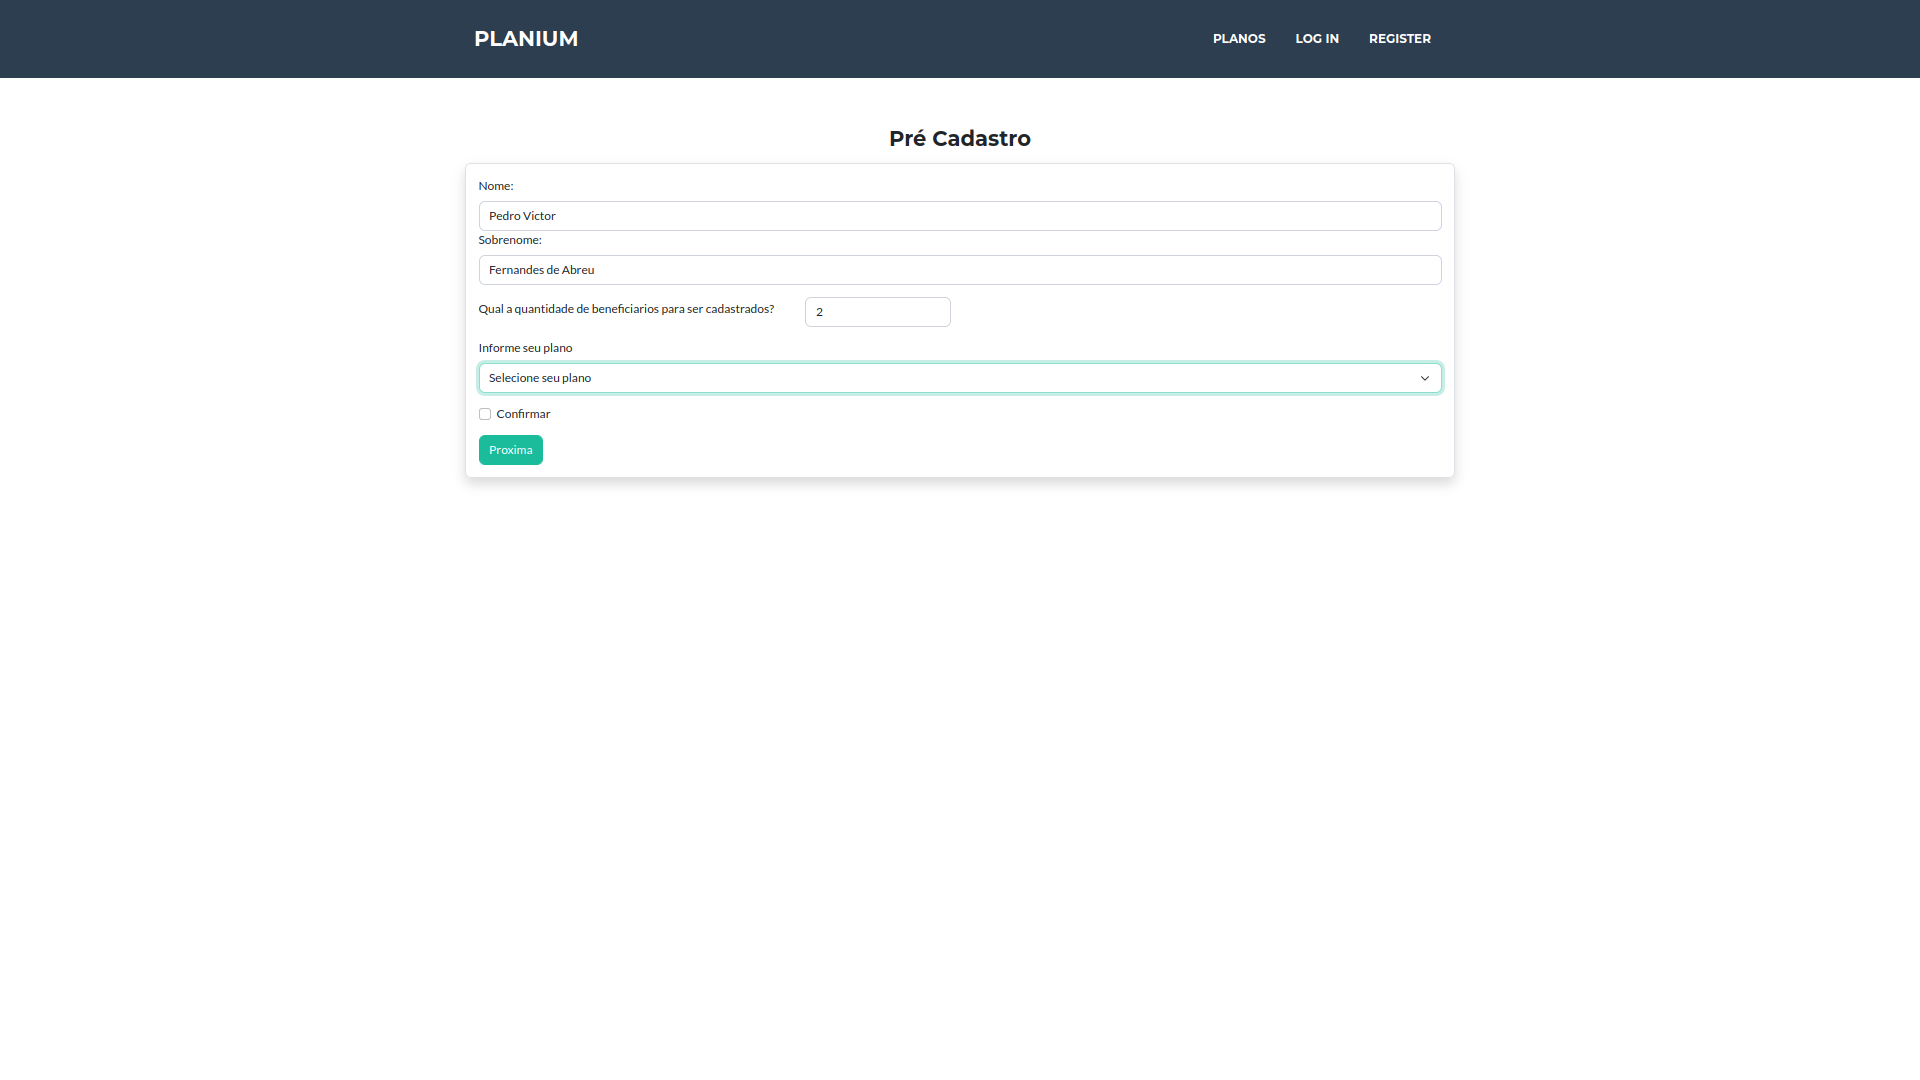 PLANIUM
PLANOS LOG IN REGISTER
Pré Cadastro
Nome:
Pedro Victor
Sobrenome:
Fernandes de Abreu
Qual a quantidade de beneficiarios para ser cadastrados? 2
Informe seu plano
Selecione seu plano
Confirmar
Proxima